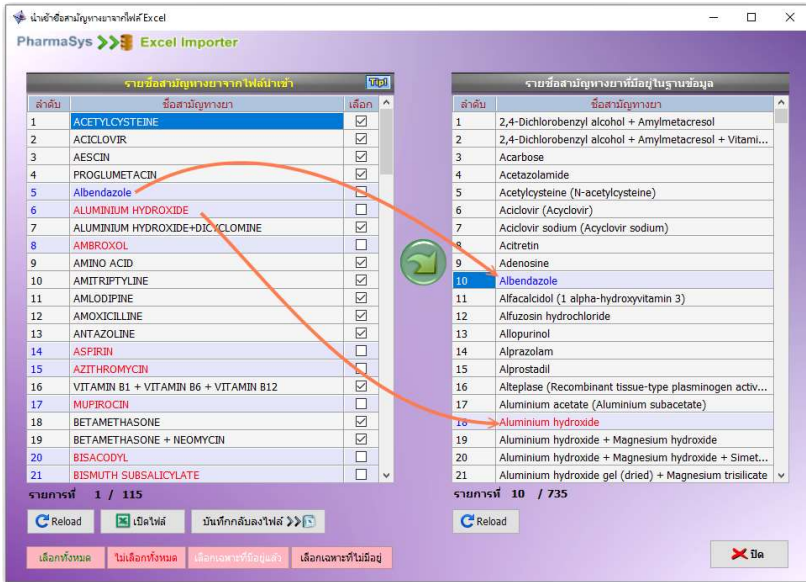 นำเข้าชื่อสามัญทางยาจากไฟล์ Excel
PharmaSys Excel Importer
รายชื่อสามัญทางยาจากไฟล์นำเข้า Tip!
ลำดับ ชื่อสามัญทางยา เลือก
1 ACETYLCYSTEINE
2 ACICLOVIR
3 AESCIN
4 PROGLUMETACIN
5 Albendazole
6 ALUMINIUM HYDROXIDE
7 ALUMINIUM HYDROXIDE+DICYCLOMINE
8 AMBROXOL
9 AMINO ACID
10 AMITRIPTYLINE
11 AMLODIPINE
12 AMOXICILLINE
13 ANTAZOLINE
14 ASPIRIN
15 AZITHROMYCIN
16 VITAMIN B1 + VITAMIN B6 + VITAMIN B12
17 MUPIROCIN
18 BETAMETHASONE
19 BETAMETHASONE + NEOMYCIN
20 BISACODYL
21 BISMUTH SUBSALICYLATE
รายการที่ 1 / 115
Reload เปิดไฟล์ บันทึกกลับลงไฟล์
เลือกทั้งหมด ไม่เลือกทั้งหมด เลือกเฉพาะที่มีอยู่แล้ว เลือกเฉพาะที่ไม่มีอยู่
รายชื่อสามัญทางยาที่มีอยู่ในฐานข้อมูล
ลำดับ ชื่อสามัญทางยา
1 2,4-Dichlorobenzyl alcohol + Amylmetacresol
2 2,4-Dichlorobenzyl alcohol + Amylmetacresol + Vitami...
3 Acarbose
4 Acetazolamide
5 Acetylcysteine (N-acetylcysteine)
6 Aciclovir (Acyclovir)
7 Aciclovir sodium (Acyclovir sodium)
8 Acitretin
9 Adenosine
10 Albendazole
11 Alfacalcidol (1 alpha-hydroxyvitamin 3)
12 Alfuzosin hydrochloride
13 Allopurinol
14 Alprazolam
15 Alprostadil
16 Alteplase (Recombinant tissue-type plasminogen activ...
17 Aluminium acetate (Aluminium subacetate)
18 Aluminium hydroxide
19 Aluminium hydroxide + Magnesium hydroxide
20 Aluminium hydroxide + Magnesium hydroxide + Simet...
21 Aluminium hydroxide gel (dried) + Magnesium trisilicate
รายการที่ 10 / 735
Reload
ปิด